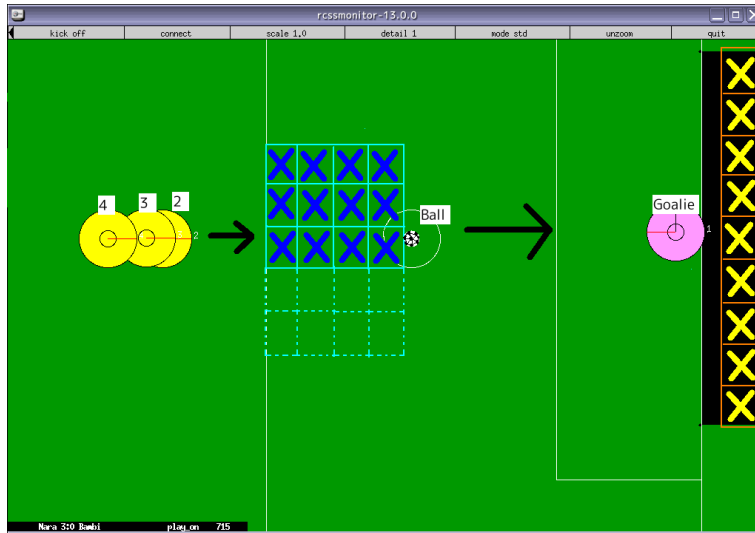 rcssmonitor-13.0.0
kick off connect scale 1.0 detail 1 mode std unzoom quit
4 3 2
2
Ball
Goalie
1
Nara 3:0 Bambi play_on 715